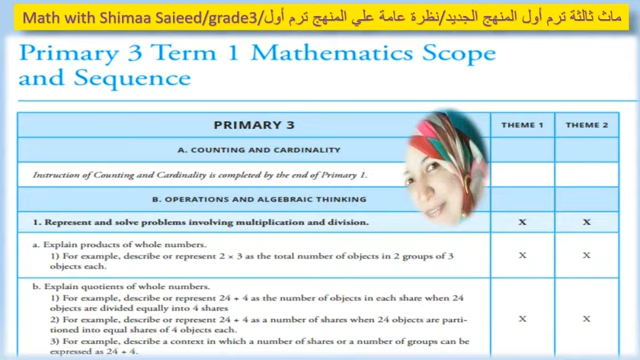 Math with Shimaa Saieed/grade3/ماث ثالثة ترم أول المنهج الجديد/نظرة عامة علي المنهج ترم أول
Primary 3 Term 1 Mathematics Scope
and Sequence
PRIMARY 3 THEME 1 THEME 2
A. COUNTING AND CARDINALITY
Instruction of Counting and Cardinality is completed by the end of Primary 1.
B. OPERATIONS AND ALGEBRAIC THINKING
1. Represent and solve problems involving multiplication and division. X X
a. Explain products of whole numbers.
1) For example, describe or represent 2 × 3 as the total number of objects in 2 groups of 3 X X
objects each.
b. Explain quotients of whole numbers.
1) For example, describe or represent 24 ÷ 4 as the number of objects in each share when 24
objects are divided equally into 4 shares
2) For example, describe or represent 24 ÷ 4 as a number of shares when 24 objects are parti- X X
tioned into equal shares of 4 objects each.
3) For example, describe a context in which a number of shares or a number of groups can be
expressed as 24 ÷ 4.